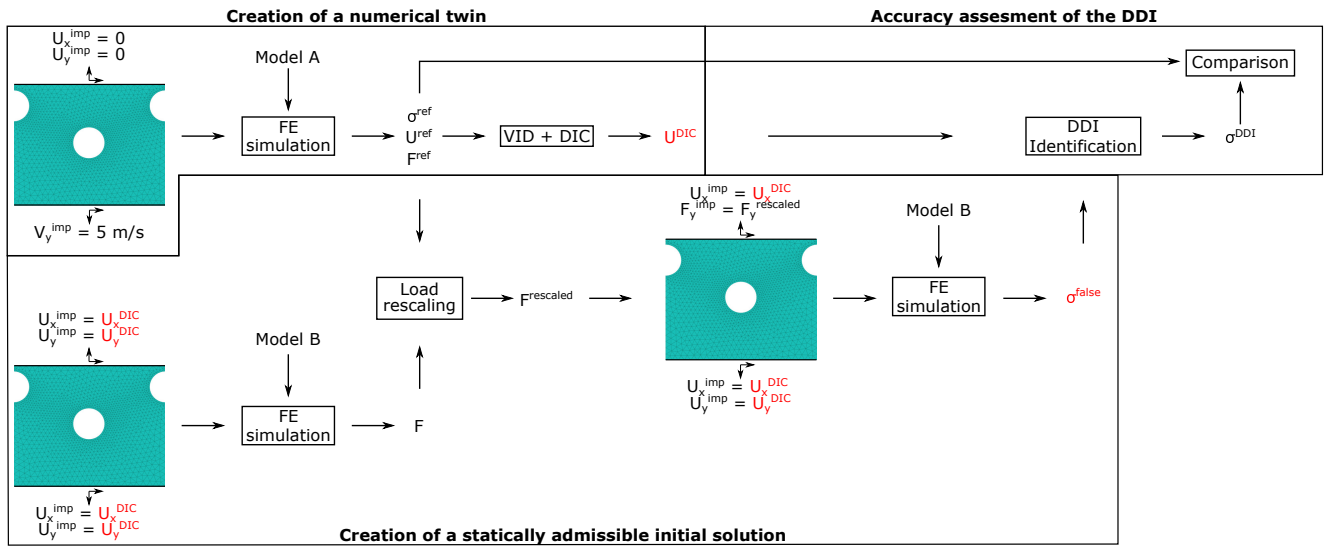 Creation of a numerical twin
Accuracy assesment of the DDI
U_x^imp = 0
U_y^imp = 0
Model A
FE
simulation
σ^ref
U^ref
F^ref
VID + DIC
U^DIC
DDI
Identification
σ^DDI
Comparison
V_y^imp = 5 m/s
U_x^imp = U_x^DIC
U_y^imp = U_y^DIC
Model B
FE
simulation
F
U_x^imp = U_x^DIC
U_y^imp = U_y^DIC
Load
rescaling
F^rescaled
U_x^imp = U_x^DIC
F_y^imp = F_y^rescaled
U_x^imp = U_x^DIC
U_y^imp = U_y^DIC
Model B
FE
simulation
σ^false
Creation of a statically admissible initial solution